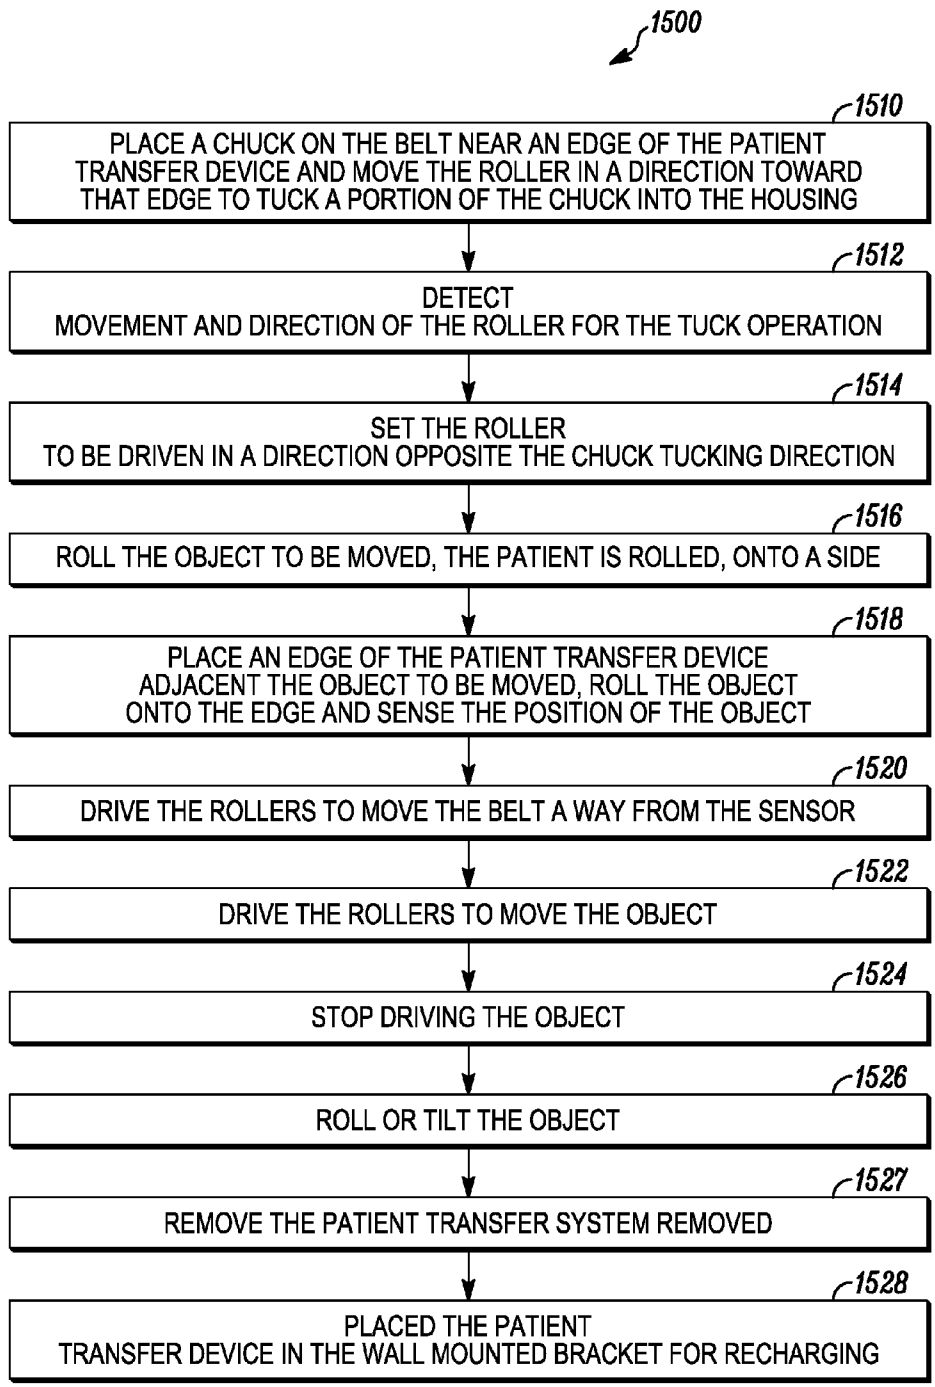 1500
1510
PLACE A CHUCK ON THE BELT NEAR AN EDGE OF THE PATIENT
TRANSFER DEVICE AND MOVE THE ROLLER IN A DIRECTION TOWARD
THAT EDGE TO TUCK A PORTION OF THE CHUCK INTO THE HOUSING
1512
DETECT
MOVEMENT AND DIRECTION OF THE ROLLER FOR THE TUCK OPERATION
1514
SET THE ROLLER
TO BE DRIVEN IN A DIRECTION OPPOSITE THE CHUCK TUCKING DIRECTION
1516
ROLL THE OBJECT TO BE MOVED, THE PATIENT IS ROLLED, ONTO A SIDE
1518
PLACE AN EDGE OF THE PATIENT TRANSFER DEVICE
ADJACENT THE OBJECT TO BE MOVED, ROLL THE OBJECT
ONTO THE EDGE AND SENSE THE POSITION OF THE OBJECT
1520
DRIVE THE ROLLERS TO MOVE THE BELT A WAY FROM THE SENSOR
1522
DRIVE THE ROLLERS TO MOVE THE OBJECT
1524
STOP DRIVING THE OBJECT
1526
ROLL OR TILT THE OBJECT
1527
REMOVE THE PATIENT TRANSFER SYSTEM REMOVED
1528
PLACED THE PATIENT
TRANSFER DEVICE IN THE WALL MOUNTED BRACKET FOR RECHARGING